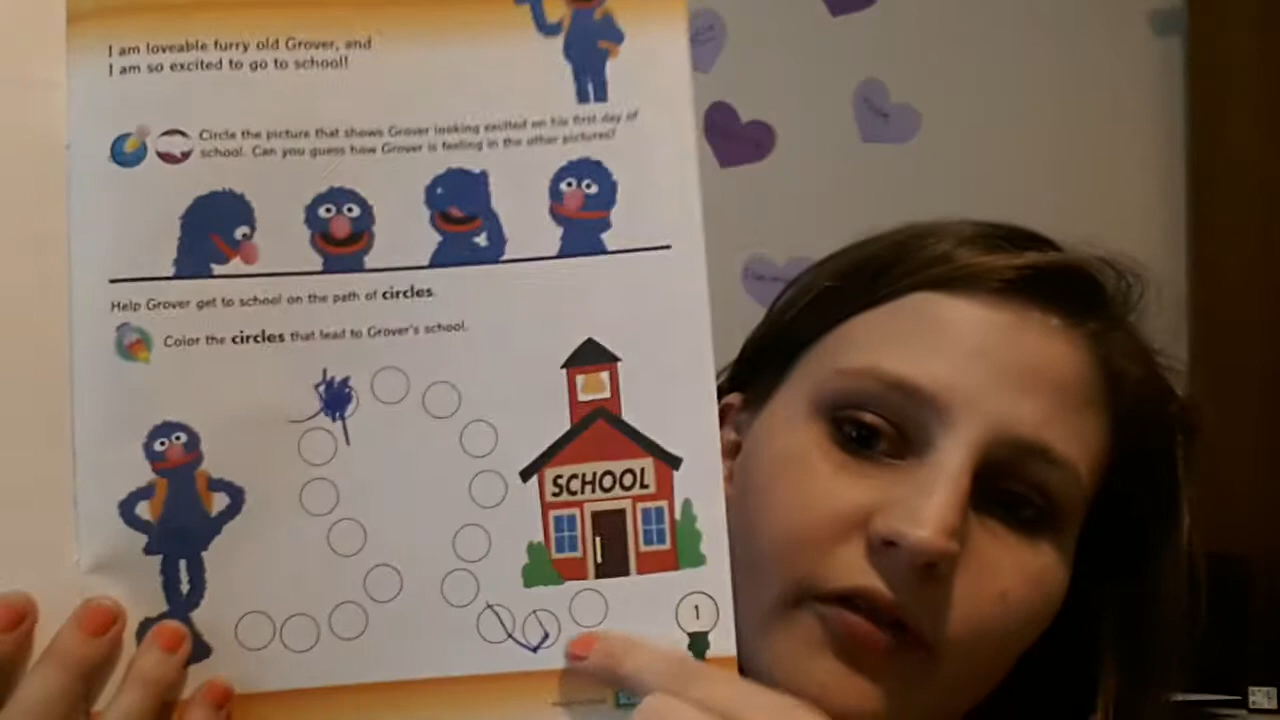 I am loveable furry old Grover, and
I am so excited to go to school!
Circle the picture that shows Grover looking excited on his first day of
school. Can you guess how Grover is feeling in the other pictures?
Help Grover get to school on the path of circles.
Color the circles that lead to Grover's school.
SCHOOL
1